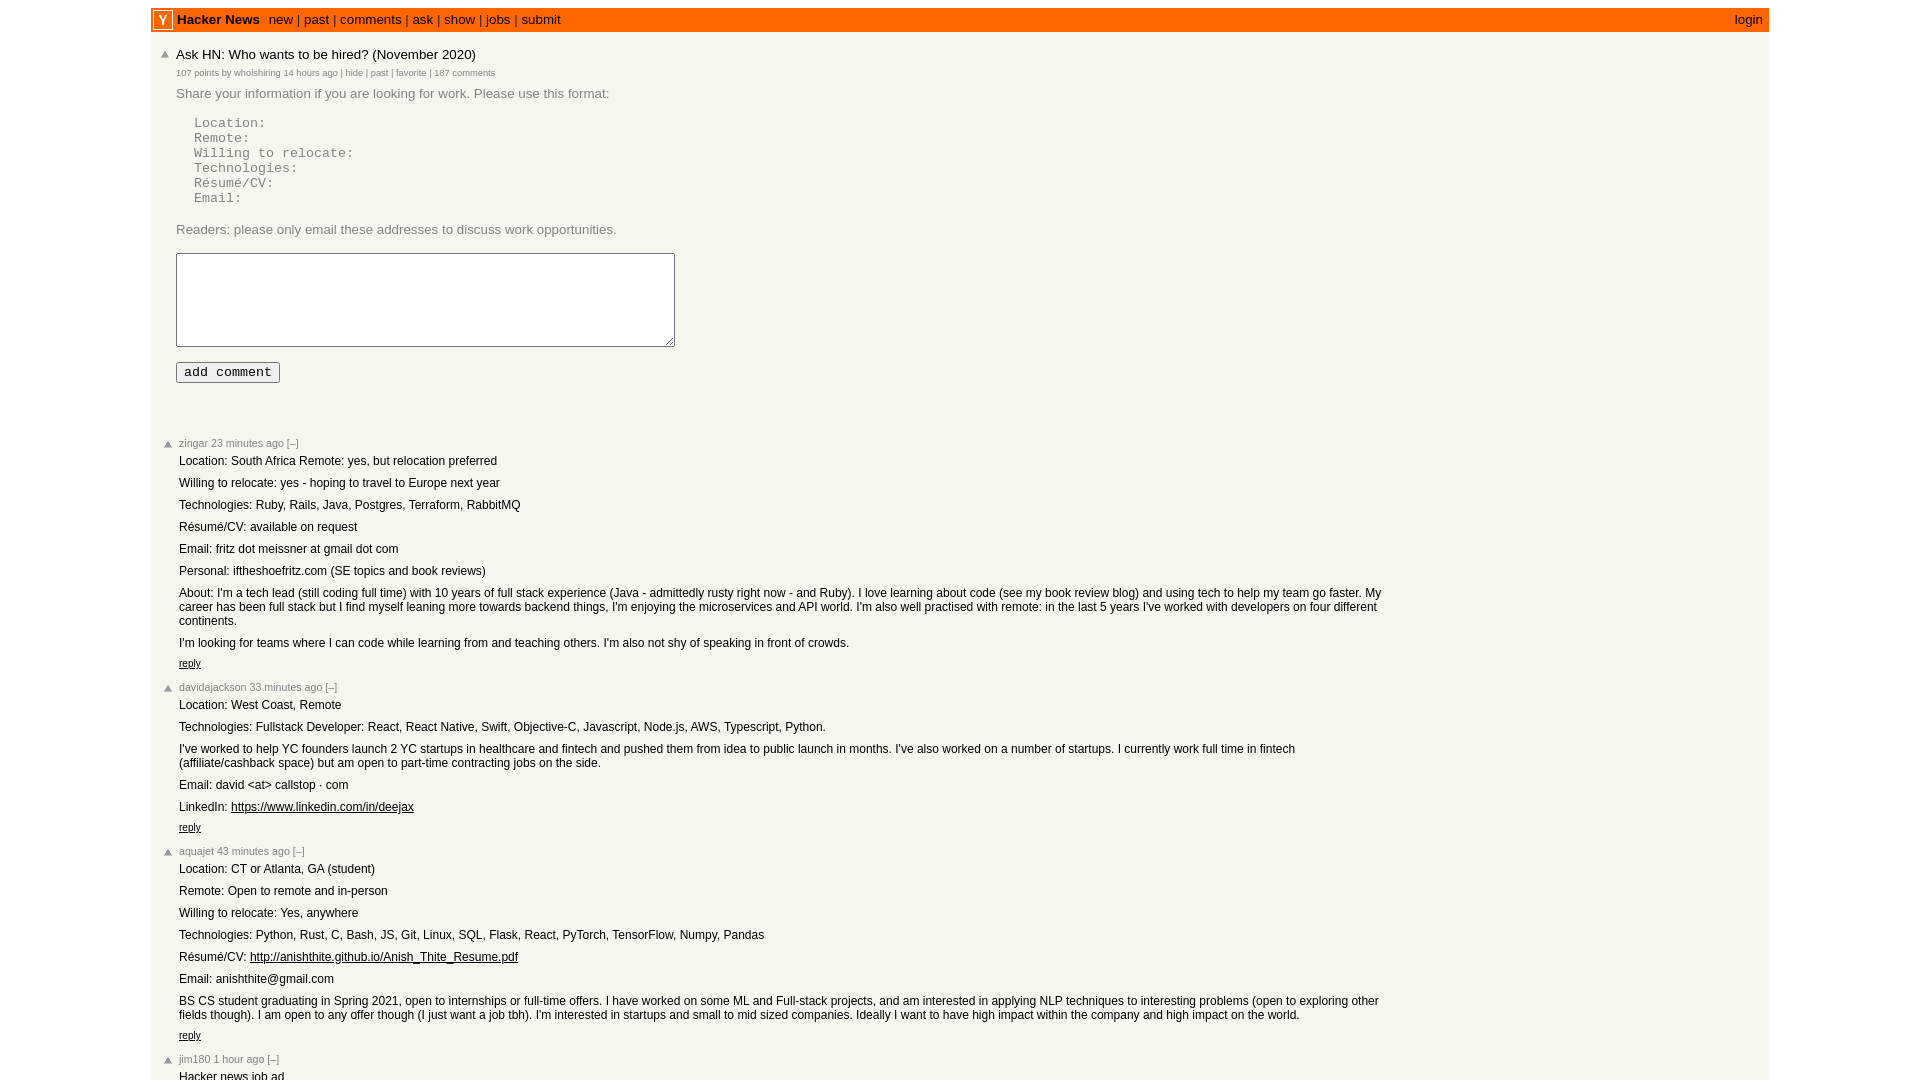 Y Hacker News new | past | comments | ask | show | jobs | submit login
Ask HN: Who wants to be hired? (November 2020)
107 points by whoishiring 14 hours ago | hide | past | favorite | 187 comments
Share your information if you are looking for work. Please use this format:
Location:
Remote:
Willing to relocate:
Technologies:
Résumé/CV:
Email:
Readers: please only email these addresses to discuss work opportunities.
add comment
zingar 23 minutes ago [–]
Location: South Africa Remote: yes, but relocation preferred
Willing to relocate: yes - hoping to travel to Europe next year
Technologies: Ruby, Rails, Java, Postgres, Terraform, RabbitMQ
Résumé/CV: available on request
Email: fritz dot meissner at gmail dot com
Personal: iftheshoefritz.com (SE topics and book reviews)
About: I'm a tech lead (still coding full time) with 10 years of full stack experience (Java - admittedly rusty right now - and Ruby). I love learning about code (see my book review blog) and using tech to help my team go faster. My
career has been full stack but I find myself leaning more towards backend things, I'm enjoying the microservices and API world. I'm also well practised with remote: in the last 5 years I've worked with developers on four different
continents.
I'm looking for teams where I can code while learning from and teaching others. I'm also not shy of speaking in front of crowds.
reply
davidajackson 33 minutes ago [–]
Location: West Coast, Remote
Technologies: Fullstack Developer: React, React Native, Swift, Objective-C, Javascript, Node.js, AWS, Typescript, Python.
I've worked to help YC founders launch 2 YC startups in healthcare and fintech and pushed them from idea to public launch in months. I've also worked on a number of startups. I currently work full time in fintech
(affiliate/cashback space) but am open to part-time contracting jobs on the side.
Email: david <at> callstop · com
LinkedIn: https://www.linkedin.com/in/deejax
reply
aquajet 43 minutes ago [–]
Location: CT or Atlanta, GA (student)
Remote: Open to remote and in-person
Willing to relocate: Yes, anywhere
Technologies: Python, Rust, C, Bash, JS, Git, Linux, SQL, Flask, React, PyTorch, TensorFlow, Numpy, Pandas
Résumé/CV: http://anishthite.github.io/Anish_Thite_Resume.pdf
Email: anishthite@gmail.com
BS CS student graduating in Spring 2021, open to internships or full-time offers. I have worked on some ML and Full-stack projects, and am interested in applying NLP techniques to interesting problems (open to exploring other
fields though). I am open to any offer though (I just want a job tbh). I'm interested in startups and small to mid sized companies. Ideally I want to have high impact within the company and high impact on the world.
reply
jim180 1 hour ago [–]
Hacker news job ad